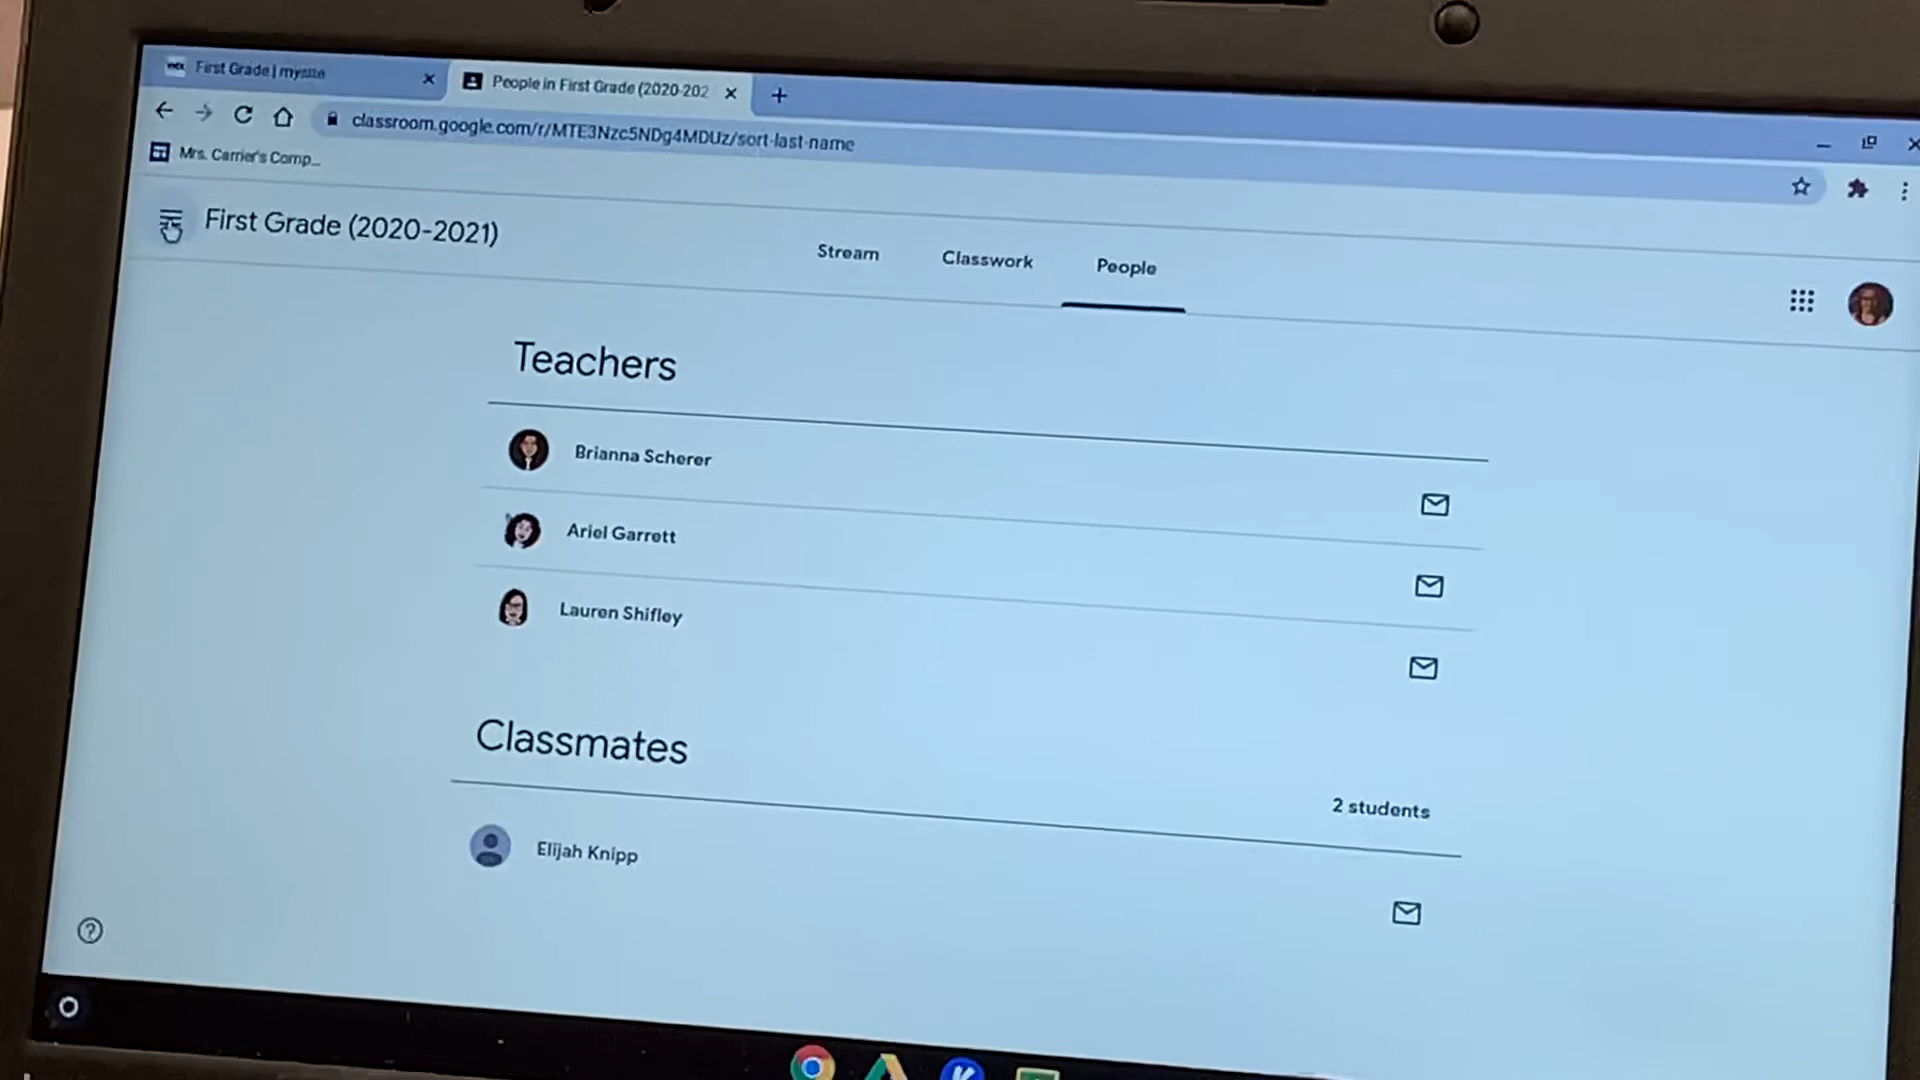 First Grade | mysite
People in First Grade (2020-202
classroom.google.com/r/MTE3Nzc5NDg4MDUz/sort-last-name
Mrs. Carrier's Comp...
First Grade (2020-2021)
Stream
Classwork
People
Teachers
Brianna Scherer
Ariel Garrett
Lauren Shifley
Classmates
2 students
Elijah Knipp